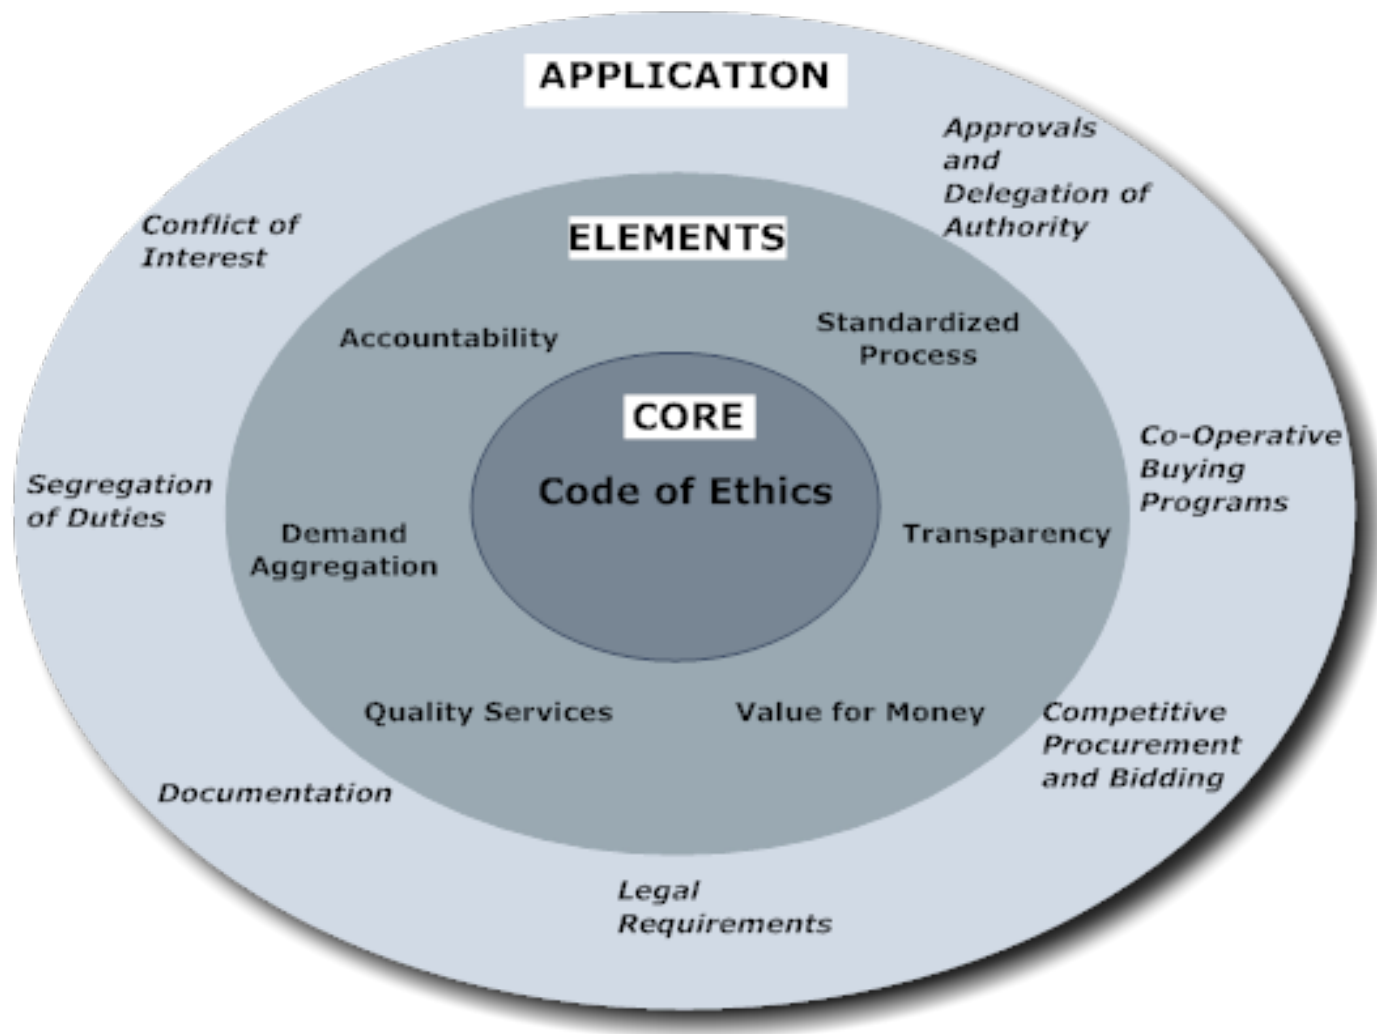 APPLICATION
Approvals
and
Delegation of
Authority
Conflict of
Interest
ELEMENTS
Accountability
Standardized
Process
CORE
Code of Ethics
Co-Operative
Buying
Programs
Segregation
of Duties
Demand
Aggregation
Transparency
Quality Services
Value for Money
Competitive
Procurement
and Bidding
Documentation
Legal
Requirements